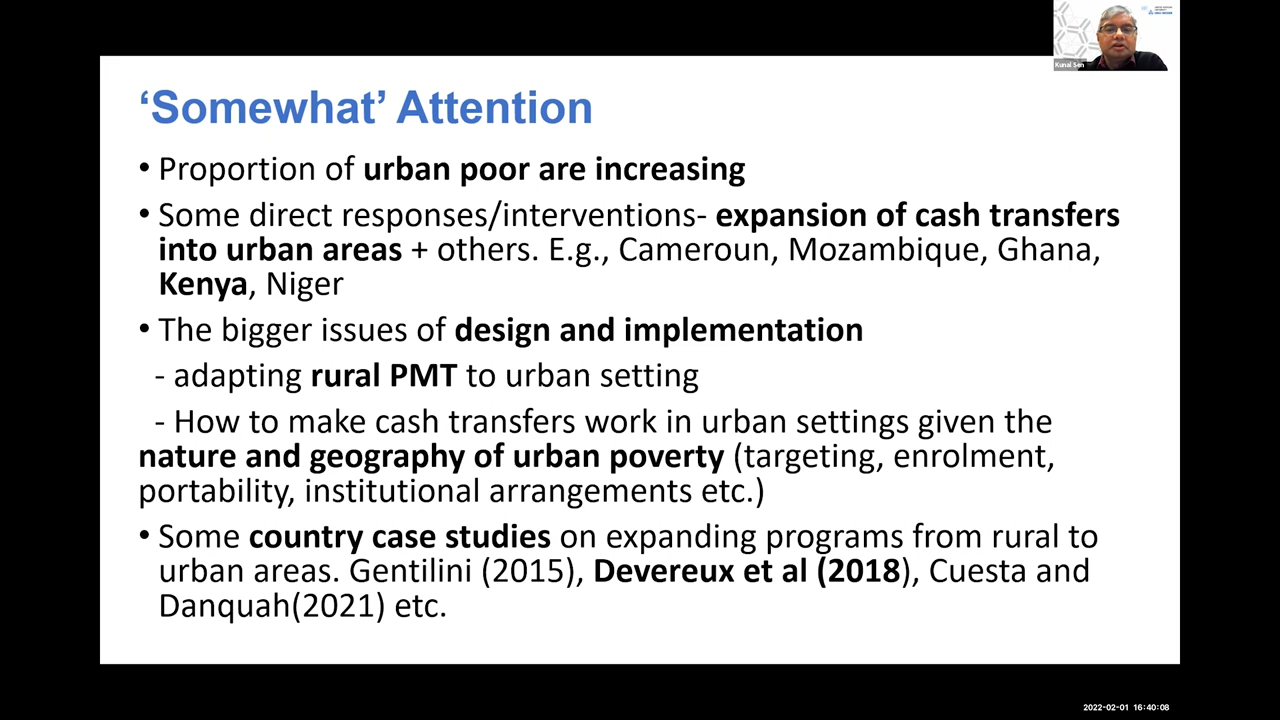 Kunal Sen
‘Somewhat’ Attention
• Proportion of urban poor are increasing
• Some direct responses/interventions- expansion of cash transfers
into urban areas + others. E.g., Cameroun, Mozambique, Ghana,
Kenya, Niger
• The bigger issues of design and implementation
- adapting rural PMT to urban setting
- How to make cash transfers work in urban settings given the
nature and geography of urban poverty (targeting, enrolment,
portability, institutional arrangements etc.)
• Some country case studies on expanding programs from rural to
urban areas. Gentilini (2015), Devereux et al (2018), Cuesta and
Danquah(2021) etc.
2022-02-01 16:40:08